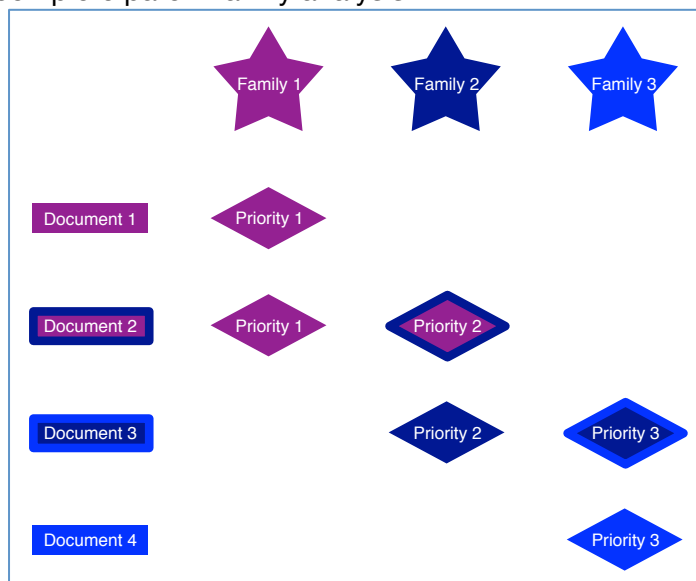 Family 1 Family 2 Family 3
Document 1 Priority 1
Document 2 Priority 1 Priority 2
Document 3 Priority 2 Priority 3
Document 4 Priority 3